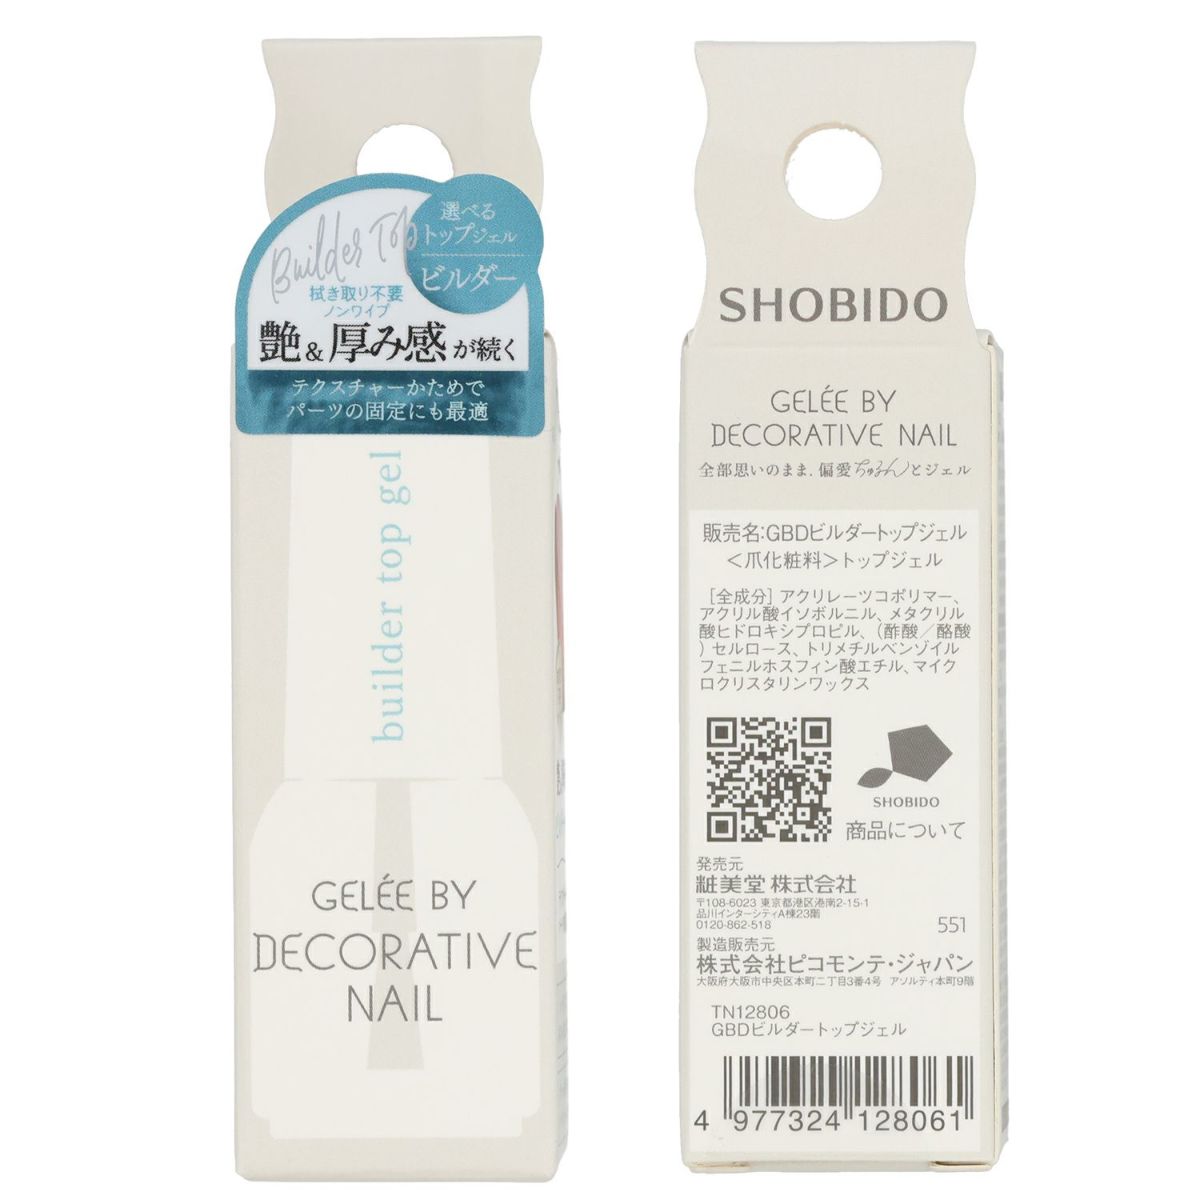 Builder Top
選べる
トップジェル
ビルダー
拭き取り不要
ノンワイプ
艶&厚み感が続く
テクスチャーかためで
パーツの固定にも最適
builder top gel
GELÉE BY
DECORATIVE
NAIL
SHOBIDO
GELÉE BY
DECORATIVE NAIL
全部思いのまま.偏愛ちゅるんとジェル
販売名:GBDビルダートップジェル
<爪化粧料>トップジェル
[全成分]アクリレーツコポリマー、
アクリル酸イソボルニル、メタクリル
酸ヒドロキシプロピル、(酢酸/酪酸
)セルロース、トリメチルベンゾイル
フェニルホスフィン酸エチル、マイク
ロクリスタリンワックス
SHOBIDO
商品について
発売元
粧美堂 株式会社
〒108-6023 東京都港区港南2-15-1
品川インターシティA棟23階
0120-862-518
551
製造販売元
株式会社ピコモンテ・ジャパン
大阪府大阪市中央区本町二丁目3番4号 アソルティ本町9階
TN12806
GBDビルダートップジェル
4 977324 128061